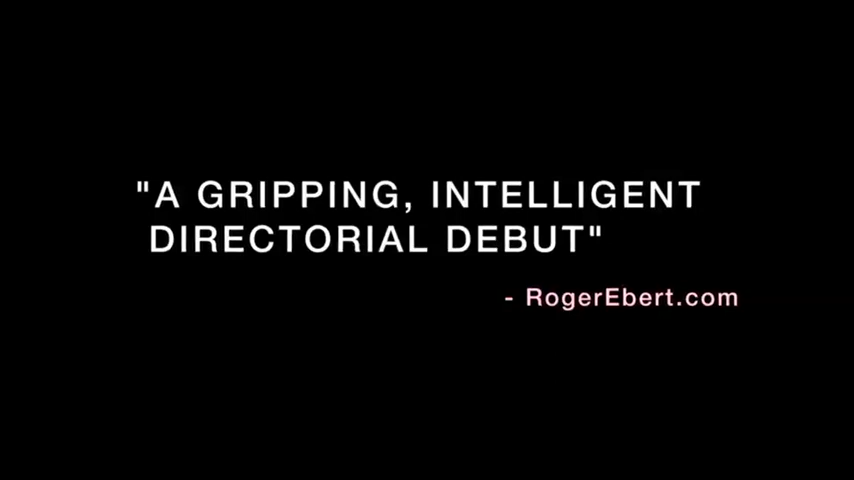 "A GRIPPING, INTELLIGENT
DIRECTORIAL DEBUT"
- RogerEbert.com